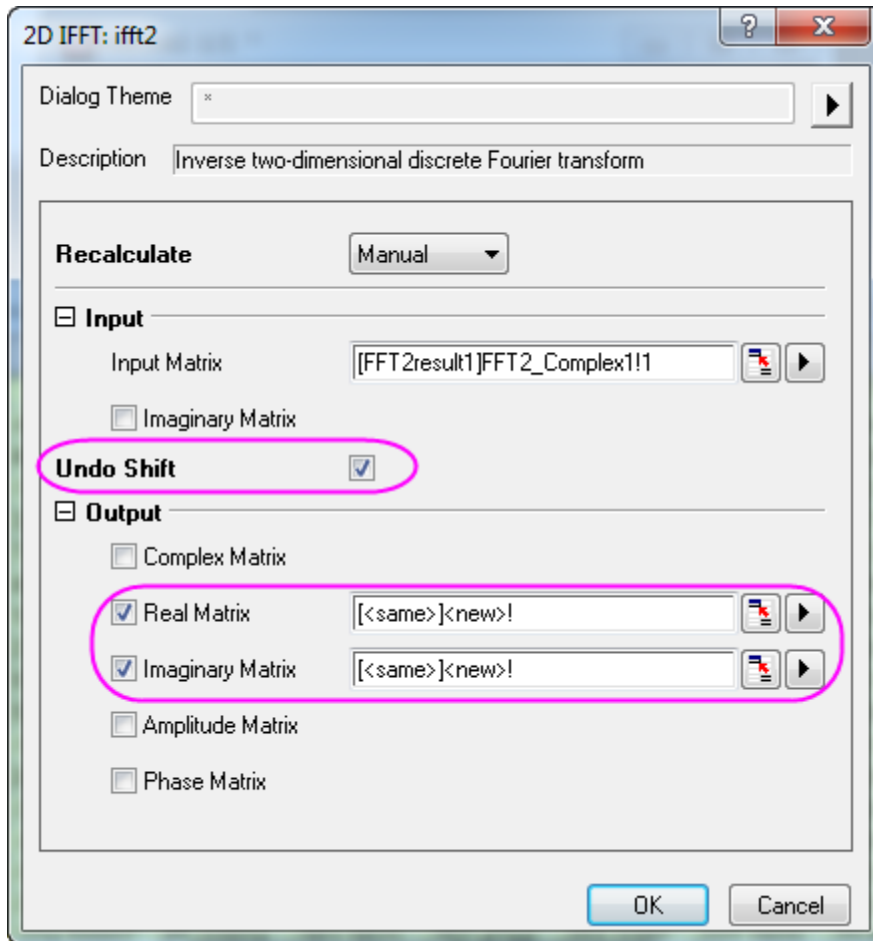 2D IFFT: ifft2
Dialog Theme *
Description Inverse two-dimensional discrete Fourier transform
Recalculate Manual
Input
Input Matrix [FFT2result1]FFT2_Complex1!1
Imaginary Matrix
Undo Shift
Output
Complex Matrix
Real Matrix [<same>]<new>!
Imaginary Matrix [<same>]<new>!
Amplitude Matrix
Phase Matrix
OK Cancel